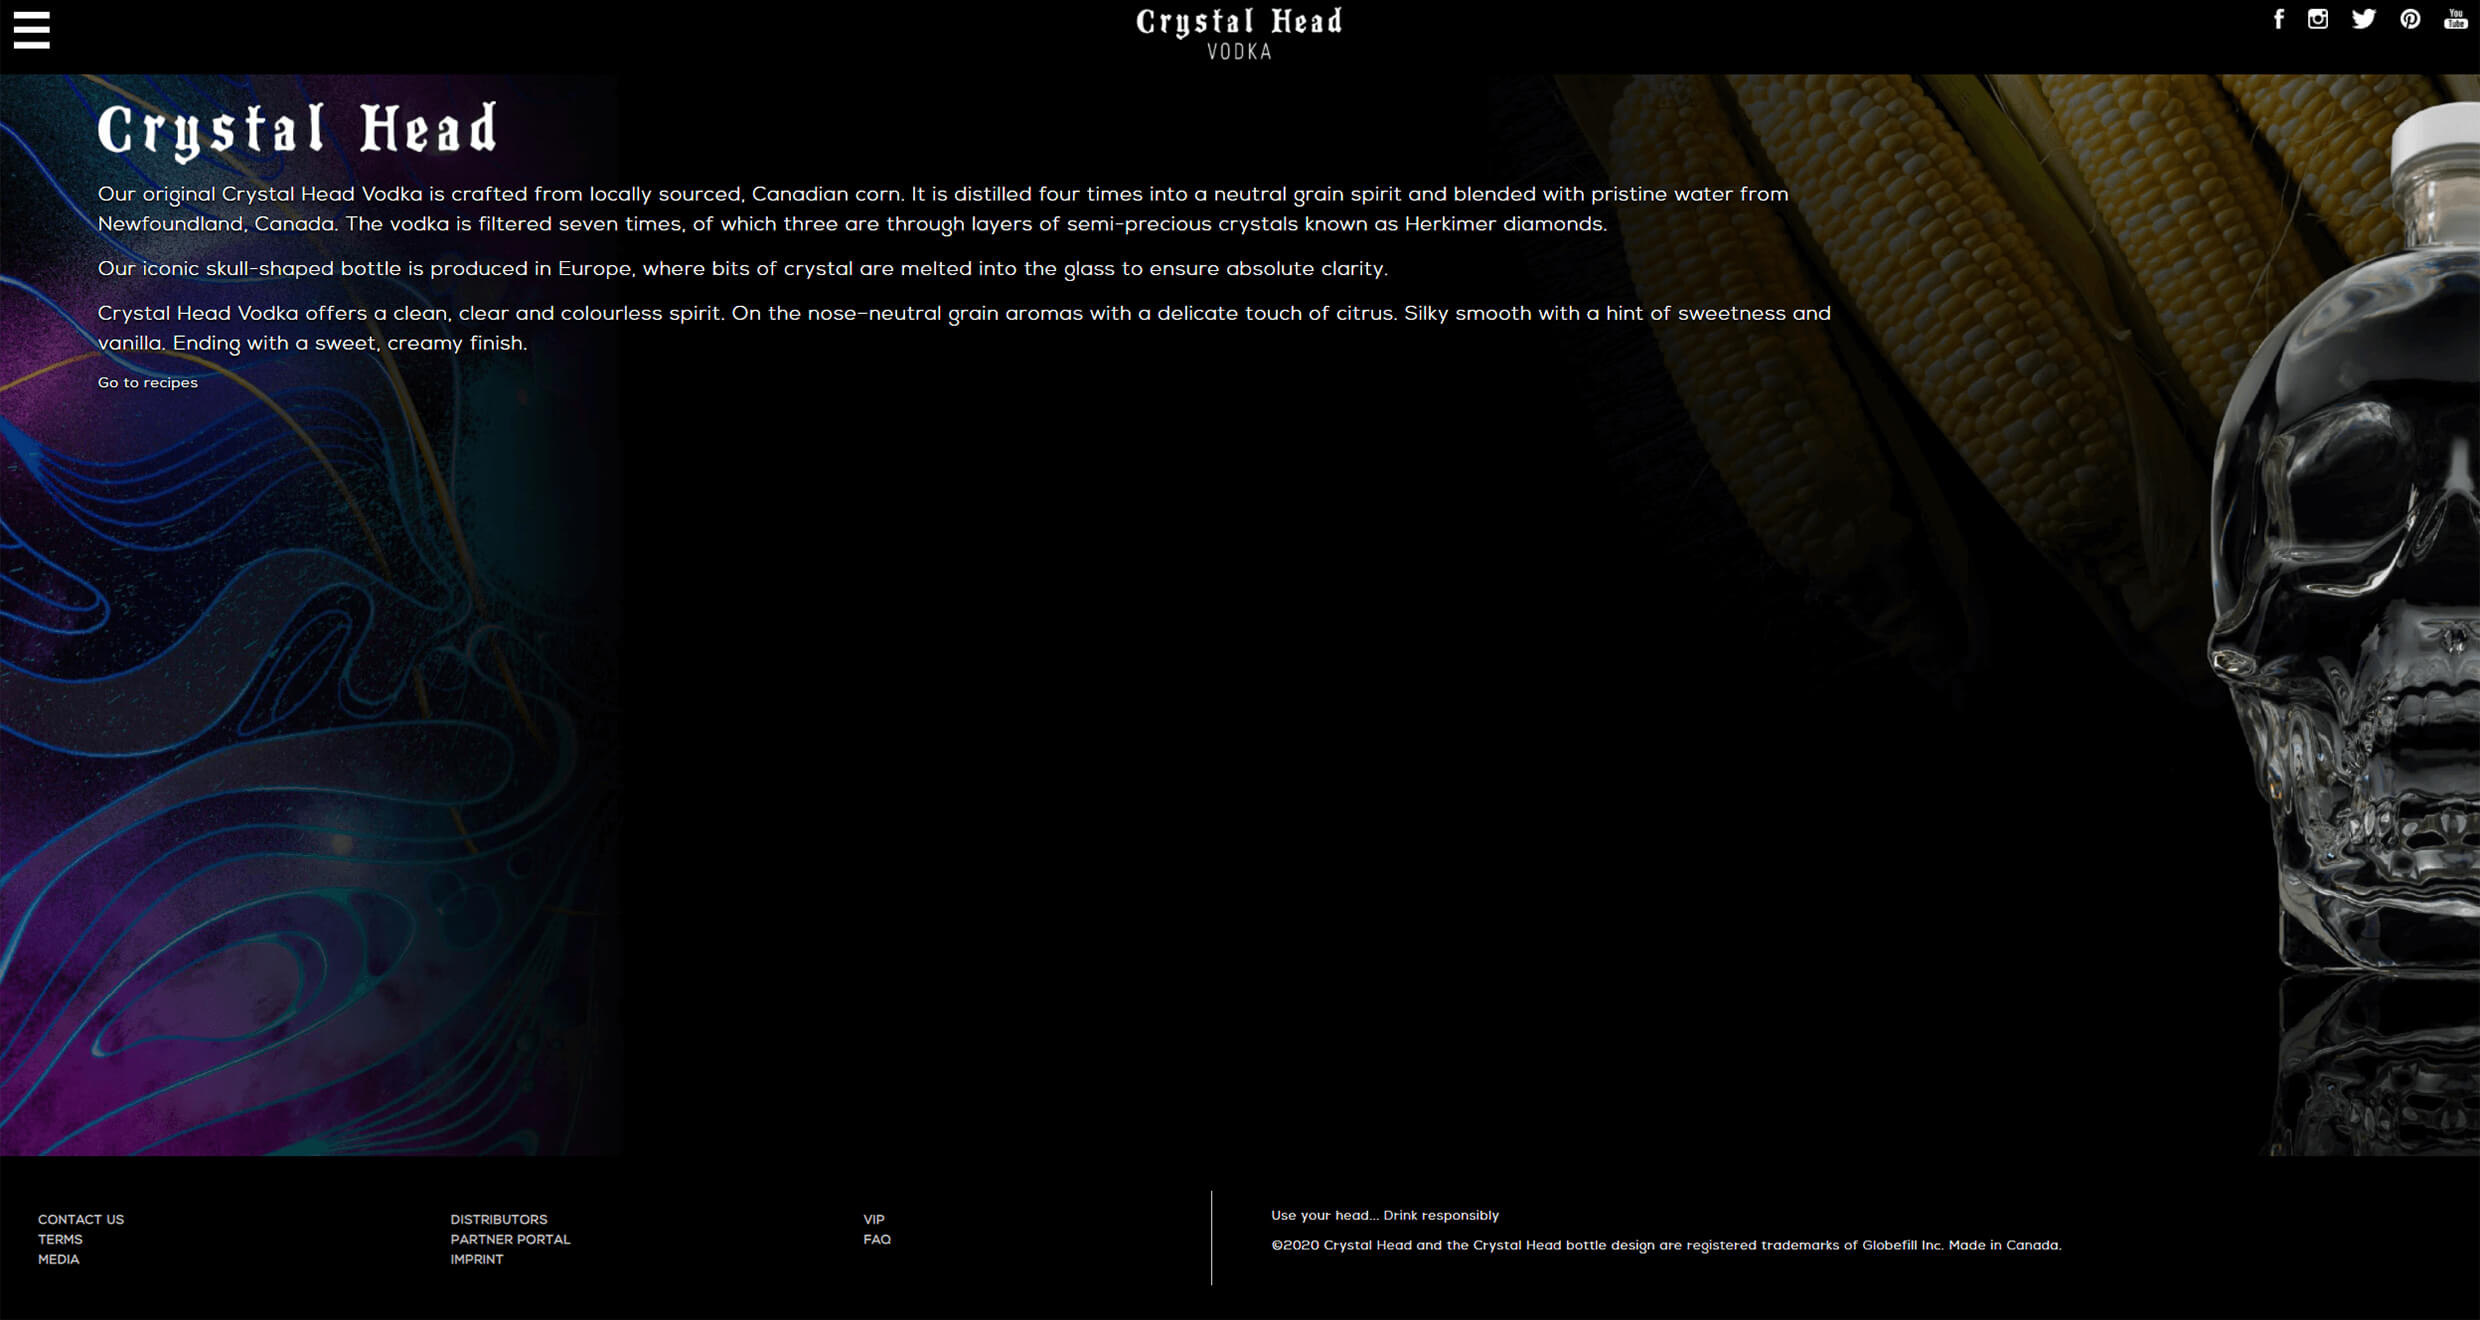 Crystal Head
VODKA
You
Tube
Crystal Head
Our original Crystal Head Vodka is crafted from locally sourced, Canadian corn. It is distilled four times into a neutral grain spirit and blended with pristine water from
Newfoundland, Canada. The vodka is filtered seven times, of which three are through layers of semi-precious crystals known as Herkimer diamonds.
Our iconic skull-shaped bottle is produced in Europe, where bits of crystal are melted into the glass to ensure absolute clarity.
Crystal Head Vodka offers a clean, clear and colourless spirit. On the nose–neutral grain aromas with a delicate touch of citrus. Silky smooth with a hint of sweetness and
vanilla. Ending with a sweet, creamy finish.
Go to recipes
CONTACT US
TERMS
MEDIA
DISTRIBUTORS
PARTNER PORTAL
IMPRINT
VIP
FAQ
Use your head... Drink responsibly
©2020 Crystal Head and the Crystal Head bottle design are registered trademarks of Globefill Inc. Made in Canada.